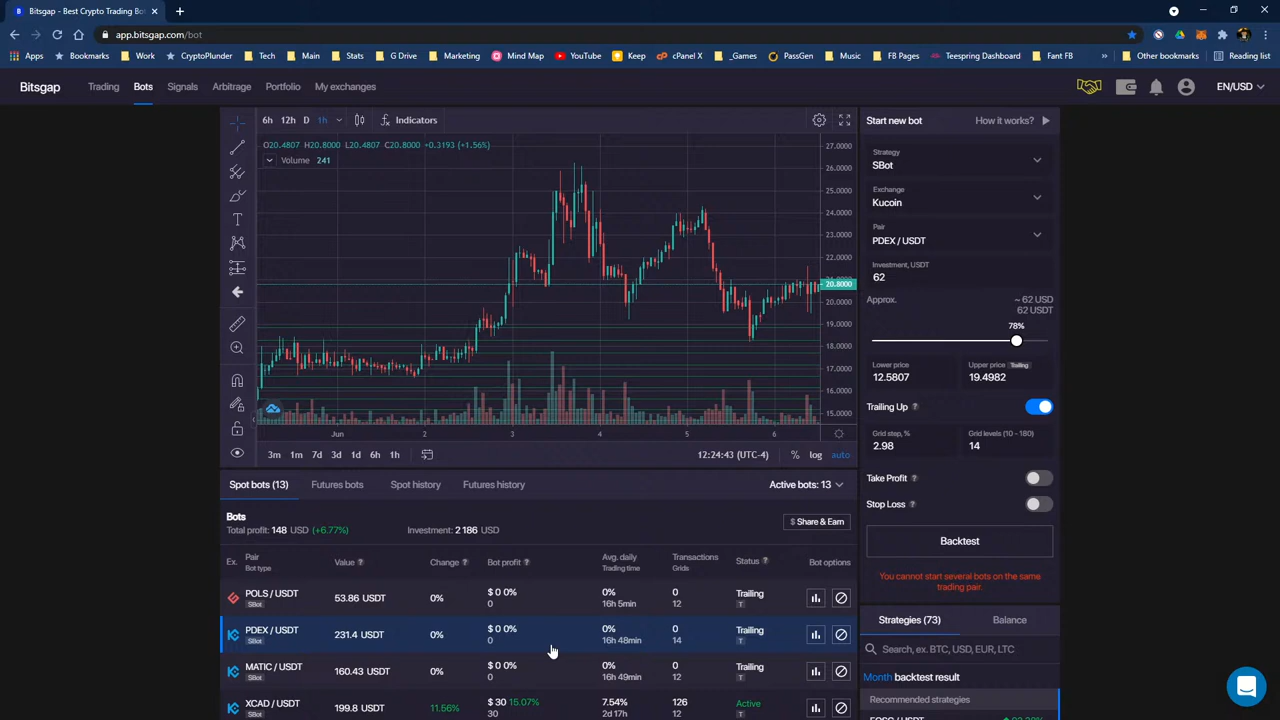 Bitsgap - Best Crypto Trading Bo
app.bitsgap.com/bot
Apps Bookmarks Work CryptoPlunder Tech Main Stats G Drive Marketing Mind Map YouTube Keep cPanel X _Games PassGen Music FB Pages Teespring Dashboard Fant FB » Other bookmarks Reading list
Bitsgap Trading Bots Signals Arbitrage Portfolio My exchanges EN/USD
6h 12h D 1h Indicators
O20.4807 H20.8000 L20.4807 C20.8000 +0.3193 (+1.56%)
Volume 241
27.0000
25.0000
24.0000
23.0000
22.0000
20.8000
20.0000
19.0000
18.0000
17.0000
16.0000
15.0000
Jun 2 3 4 5 6
3m 1m 7d 3d 1d 6h 1h 12:24:43 (UTC-4) % log auto
Start new bot How it works?
Strategy
SBot
Exchange
Kucoin
Pair
PDEX / USDT
Investment, USDT
62
Approx. ~ 62 USD
62 USDT
78%
Lower price Upper price Trailing
12.5807 19.4982
Trailing Up ?
Grid step, % Grid levels (10 - 180)
2.98 14
Take Profit ?
Stop Loss ?
Backtest
You cannot start several bots on the same
trading pair.
Strategies (73) Balance
Search, ex. BTC, USD, EUR, LTC
Month backtest result
Recommended strategies
Spot bots (13) Futures bots Spot history Futures history Active bots: 13
Bots
Total profit: 148 USD (+6.77%) Investment: 2 186 USD $ Share & Earn
Ex. Pair Value ? Change ? Bot profit ? Avg. daily Transactions Status ? Bot options
Bot type Trading time Grids
POLS / USDT 53.86 USDT 0% $ 0 0% 0% 0 Trailing
SBot 0 16h 5min 12 T
PDEX / USDT 231.4 USDT 0% $ 0 0% 0% 0 Trailing
SBot 0 16h 48min 14 T
MATIC / USDT 160.43 USDT 0% $ 0 0% 0% 0 Trailing
SBot 0 16h 49min 12 T
XCAD / USDT 199.8 USDT 11.56% $ 30 15.07% 7.54% 126 Active
SBot 30 2d 17h 12